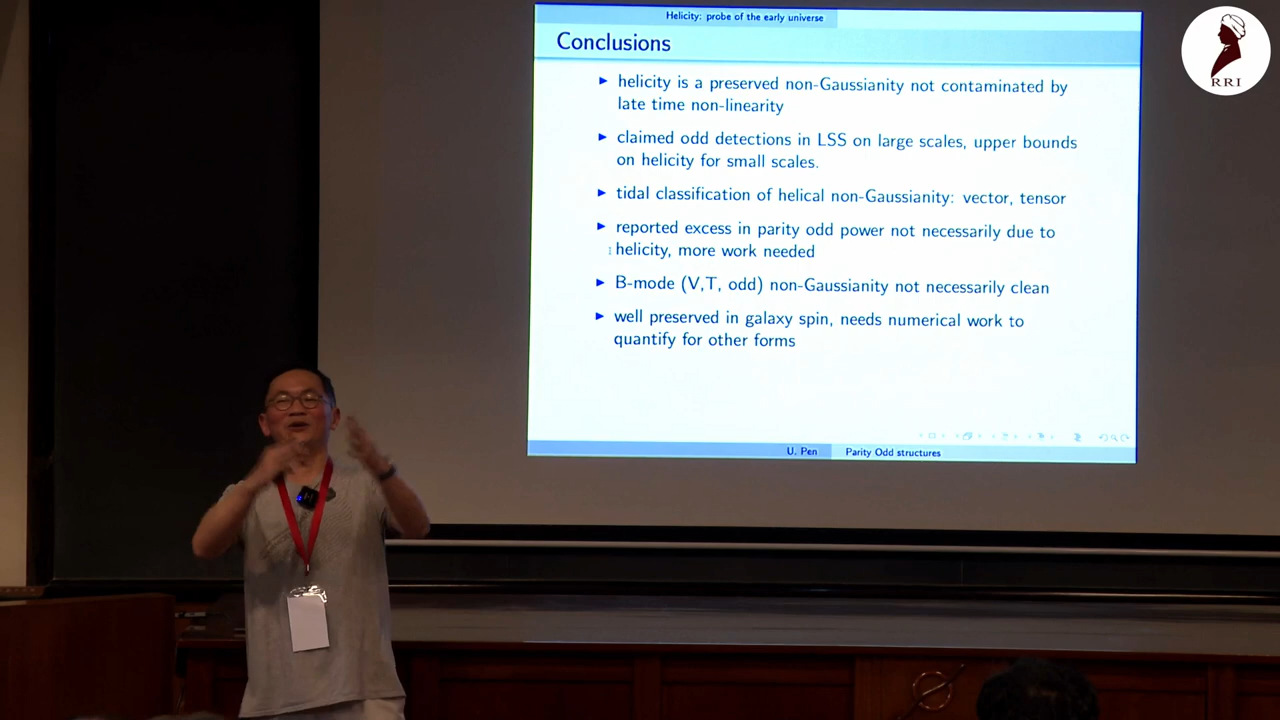 Helicity: probe of the early universe
RRI
Conclusions
helicity is a preserved non-Gaussianity not contaminated by
late time non-linearity
claimed odd detections in LSS on large scales, upper bounds
on helicity for small scales.
tidal classification of helical non-Gaussianity: vector, tensor
reported excess in parity odd power not necessarily due to
helicity, more work needed
B-mode (V,T, odd) non-Gaussianity not necessarily clean
well preserved in galaxy spin, needs numerical work to
quantify for other forms
U. Pen Parity Odd structures